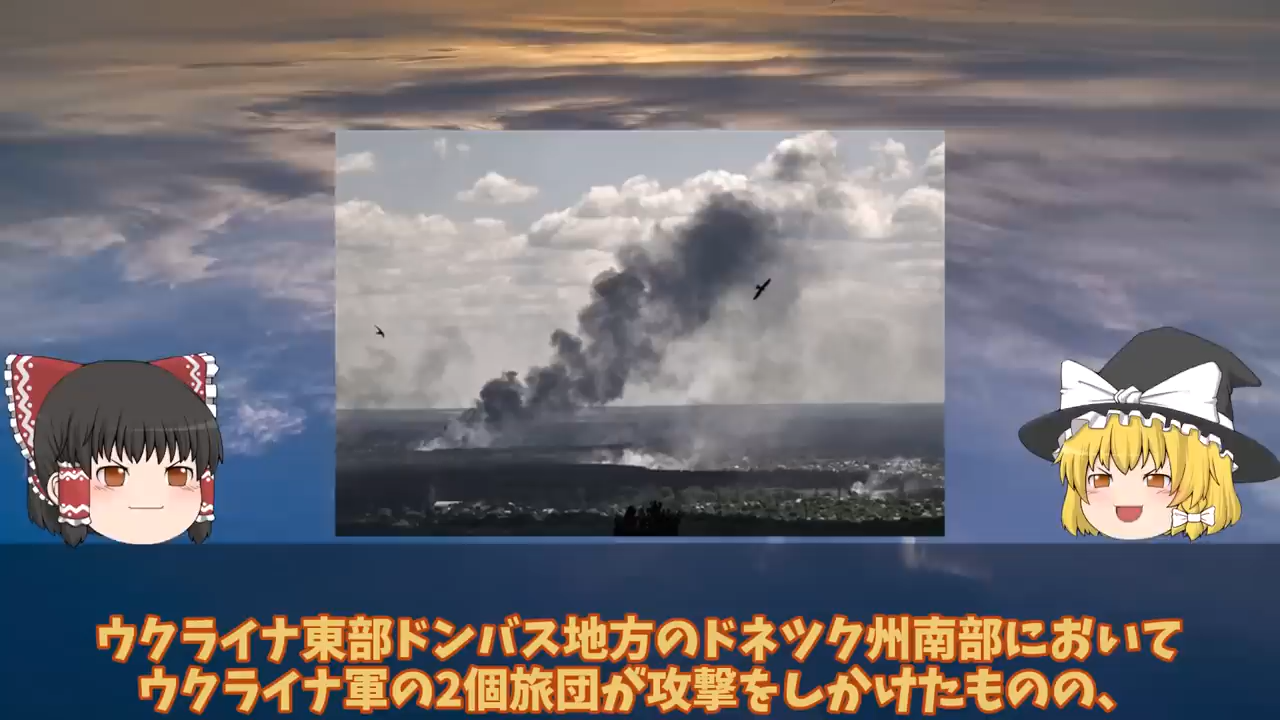 ウクライナ東部ドンバス地方のドネツク州南部において
ウクライナ軍の2個旅団が攻撃をしかけたものの、